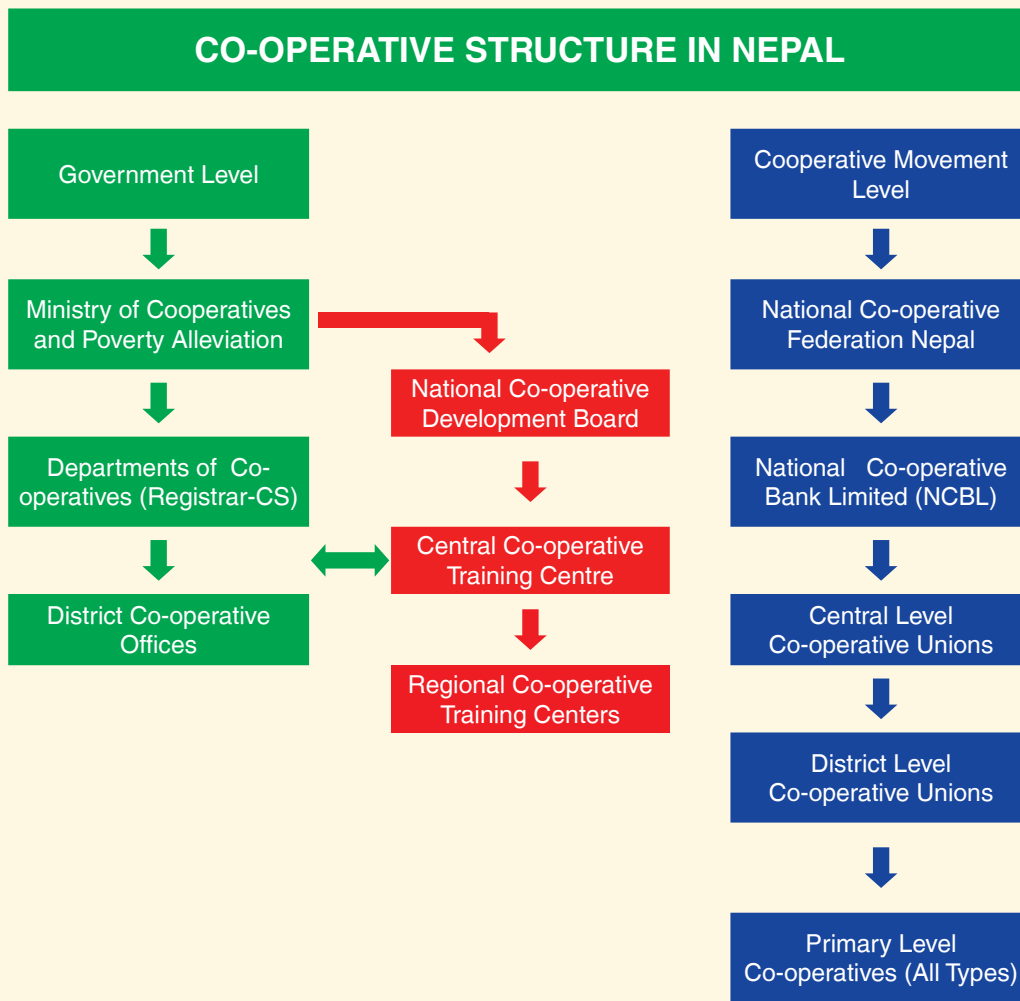 CO-OPERATIVE STRUCTURE IN NEPAL
Government Level
Ministry of Cooperatives
and Poverty Alleviation
Departments of Co-
operatives (Registrar-CS)
District Co-operative
Offices
National Co-operative
Development Board
Central Co-operative
Training Centre
Regional Co-operative
Training Centers
Cooperative Movement
Level
National Co-operative
Federation Nepal
National Co-operative
Bank Limited (NCBL)
Central Level
Co-operative Unions
District Level
Co-operative Unions
Primary Level
Co-operatives (All Types)